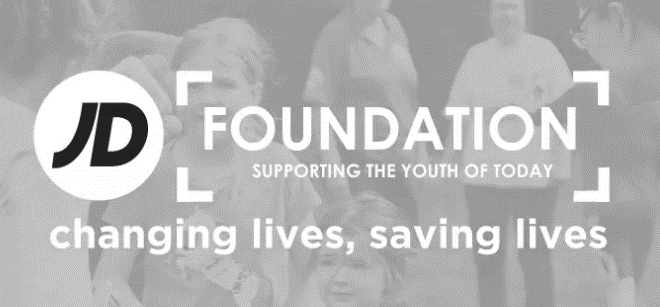 JD
FOUNDATION
SUPPORTING THE YOUTH OF TODAY
changing lives, saving lives